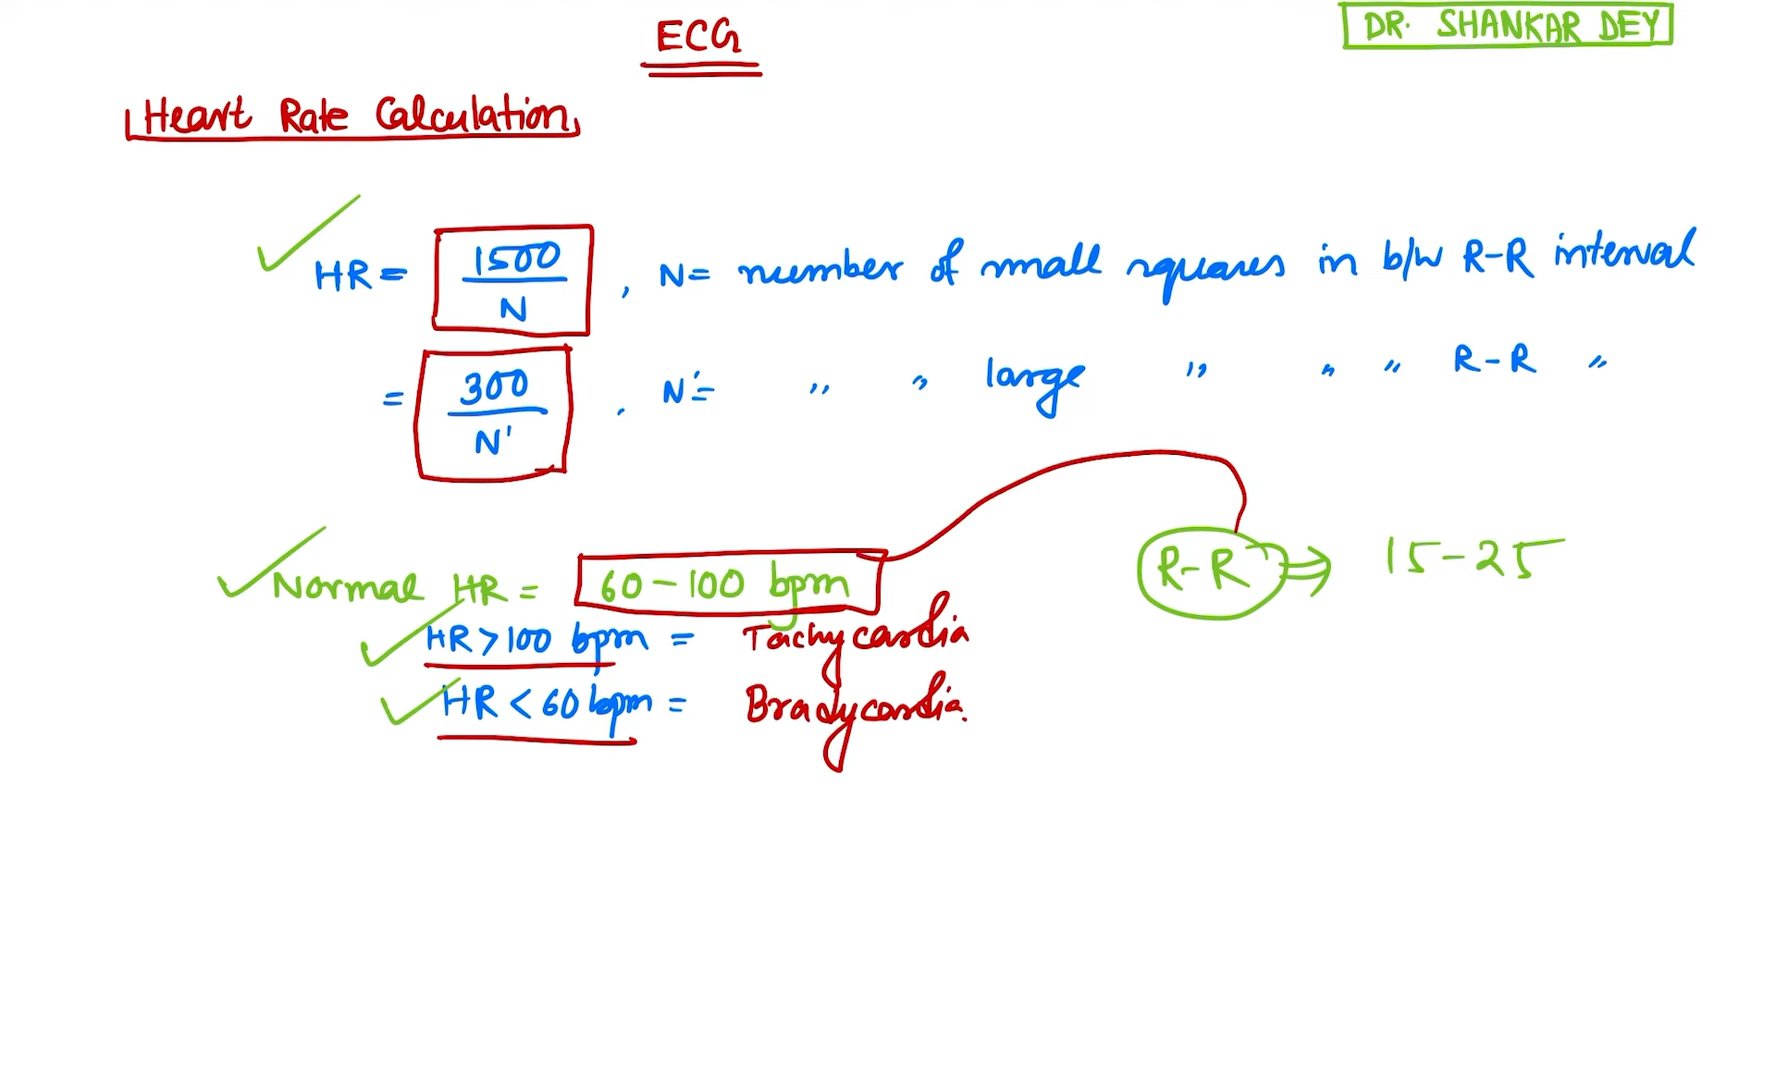 ECG
DR. SHANKAR DEY
Heart Rate Calculation
HR = 1500/N , N = number of small squares in b/w R-R interval
= 300/N' , N' = " " large " " " R-R "
Normal HR = 60-100 bpm
R-R ⇒ 15-25
HR > 100 bpm = Tachycardia
HR < 60 bpm = Bradycardia.